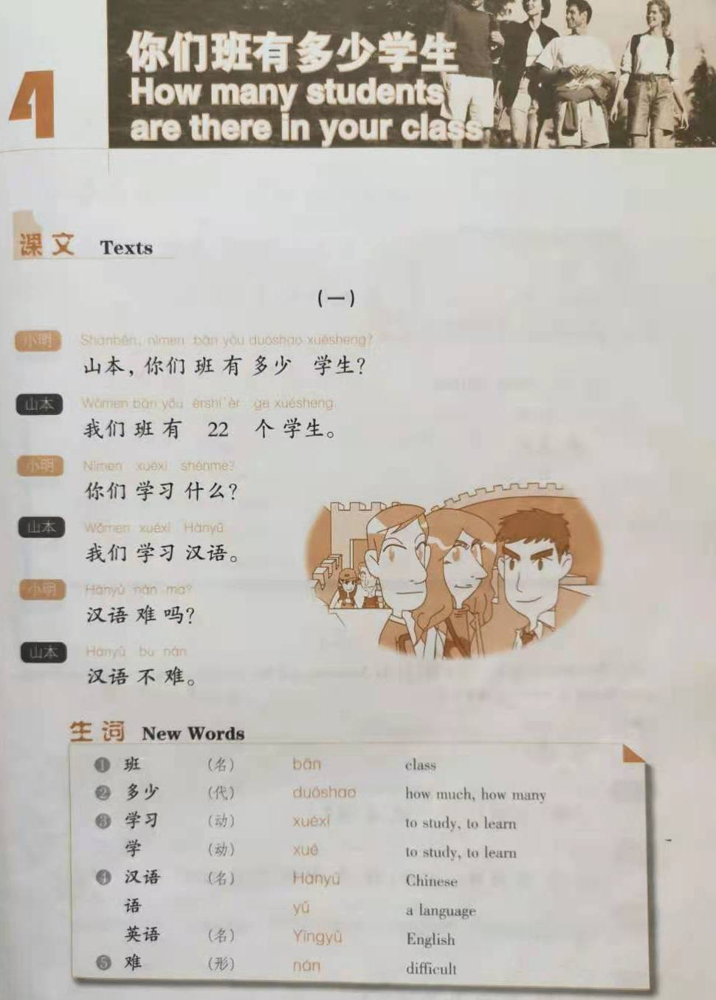 4
你们班有多少学生
How many students
are there in your class
课文 Texts
(一)
小明 Shānběn, nǐmen bān yǒu duōshao xuésheng?
山本，你们班有多少学生？
山本 Wǒmen bān yǒu èrshí'èr ge xuésheng.
我们班有 22 个学生。
小明 Nǐmen xuéxí shénme?
你们学习什么？
山本 Wǒmen xuéxí Hànyǔ.
我们学习汉语。
小明 Hànyǔ nán ma?
汉语难吗？
山本 Hànyǔ bù nán.
汉语不难。
生词 New Words
1 班 （名） bān class
2 多少 （代） duōshao how much, how many
3 学习 （动） xuéxí to study, to learn
学 （动） xué to study, to learn
4 汉语 （名） Hànyǔ Chinese
语 yǔ a language
英语 （名） Yīngyǔ English
5 难 （形） nán difficult